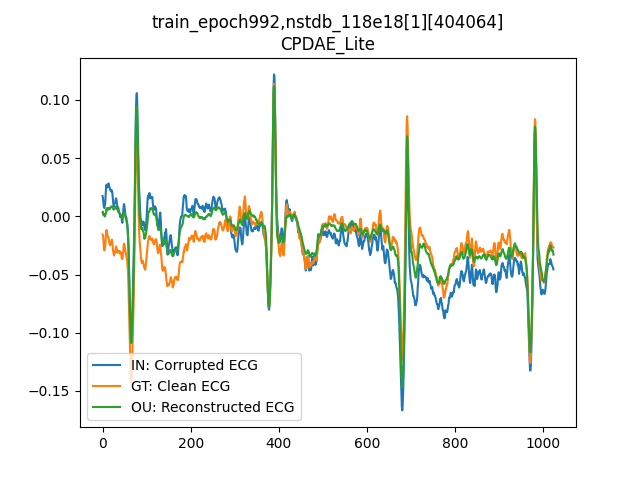 train_epoch992,nstdb_118e18[1][404064]
CPDAE_Lite
0.10
0.05
0.00
−0.05
−0.10
−0.15
IN: Corrupted ECG
GT: Clean ECG
OU: Reconstructed ECG
0 200 400 600 800 1000